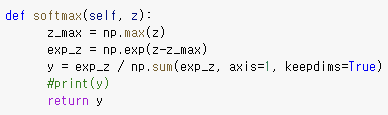 def softmax(self, z):
    z_max = np.max(z)
    exp_z = np.exp(z-z_max)
    y = exp_z / np.sum(exp_z, axis=1, keepdims=True)
    #print(y)
    return y